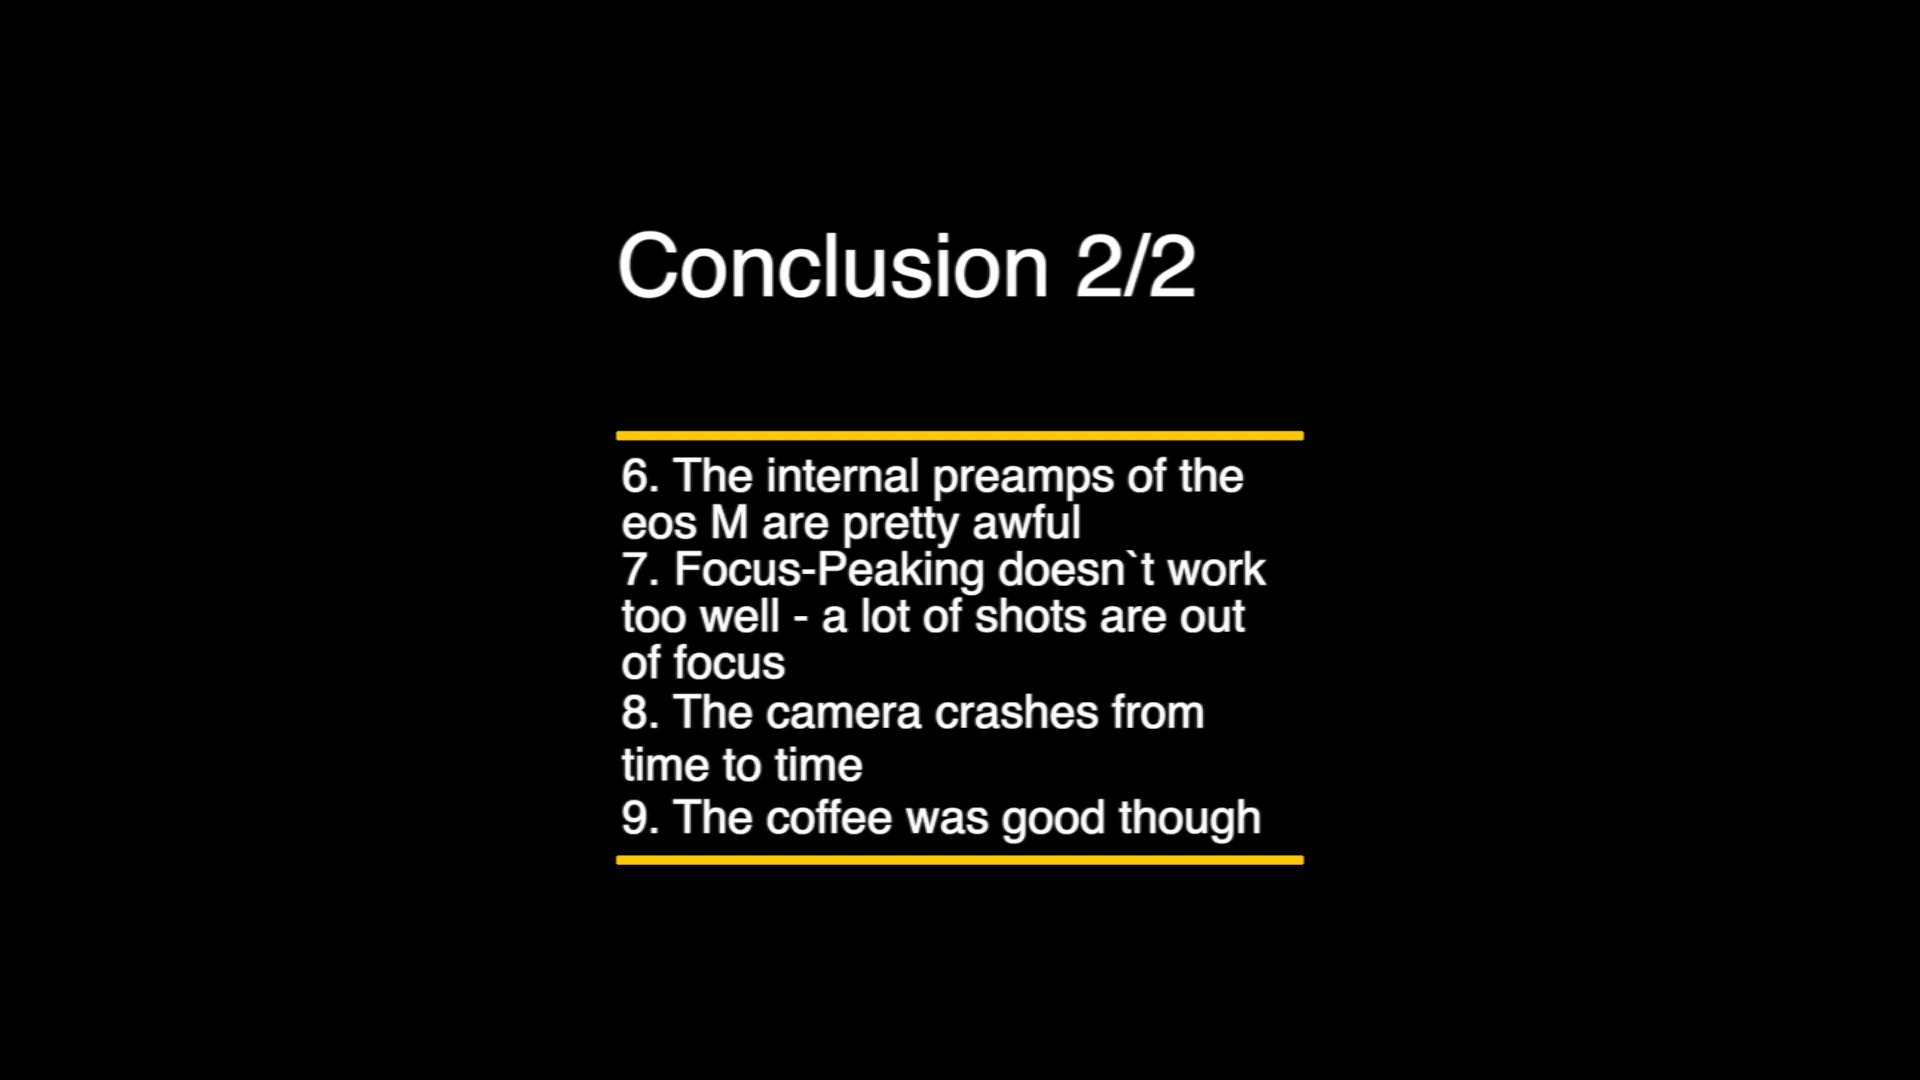 Conclusion 2/2
6. The internal preamps of the
eos M are pretty awful
7. Focus-Peaking doesn`t work
too well - a lot of shots are out
of focus
8. The camera crashes from
time to time
9. The coffee was good though